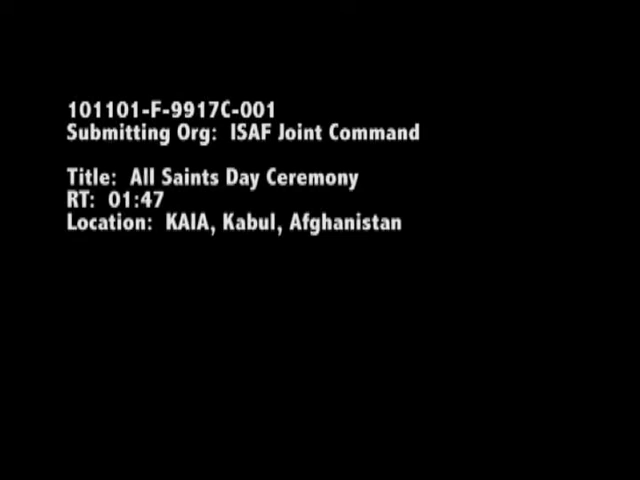 101101-F-9917C-001
Submitting Org: ISAF Joint Command
Title: All Saints Day Ceremony
RT: 01:47
Location: KAIA, Kabul, Afghanistan